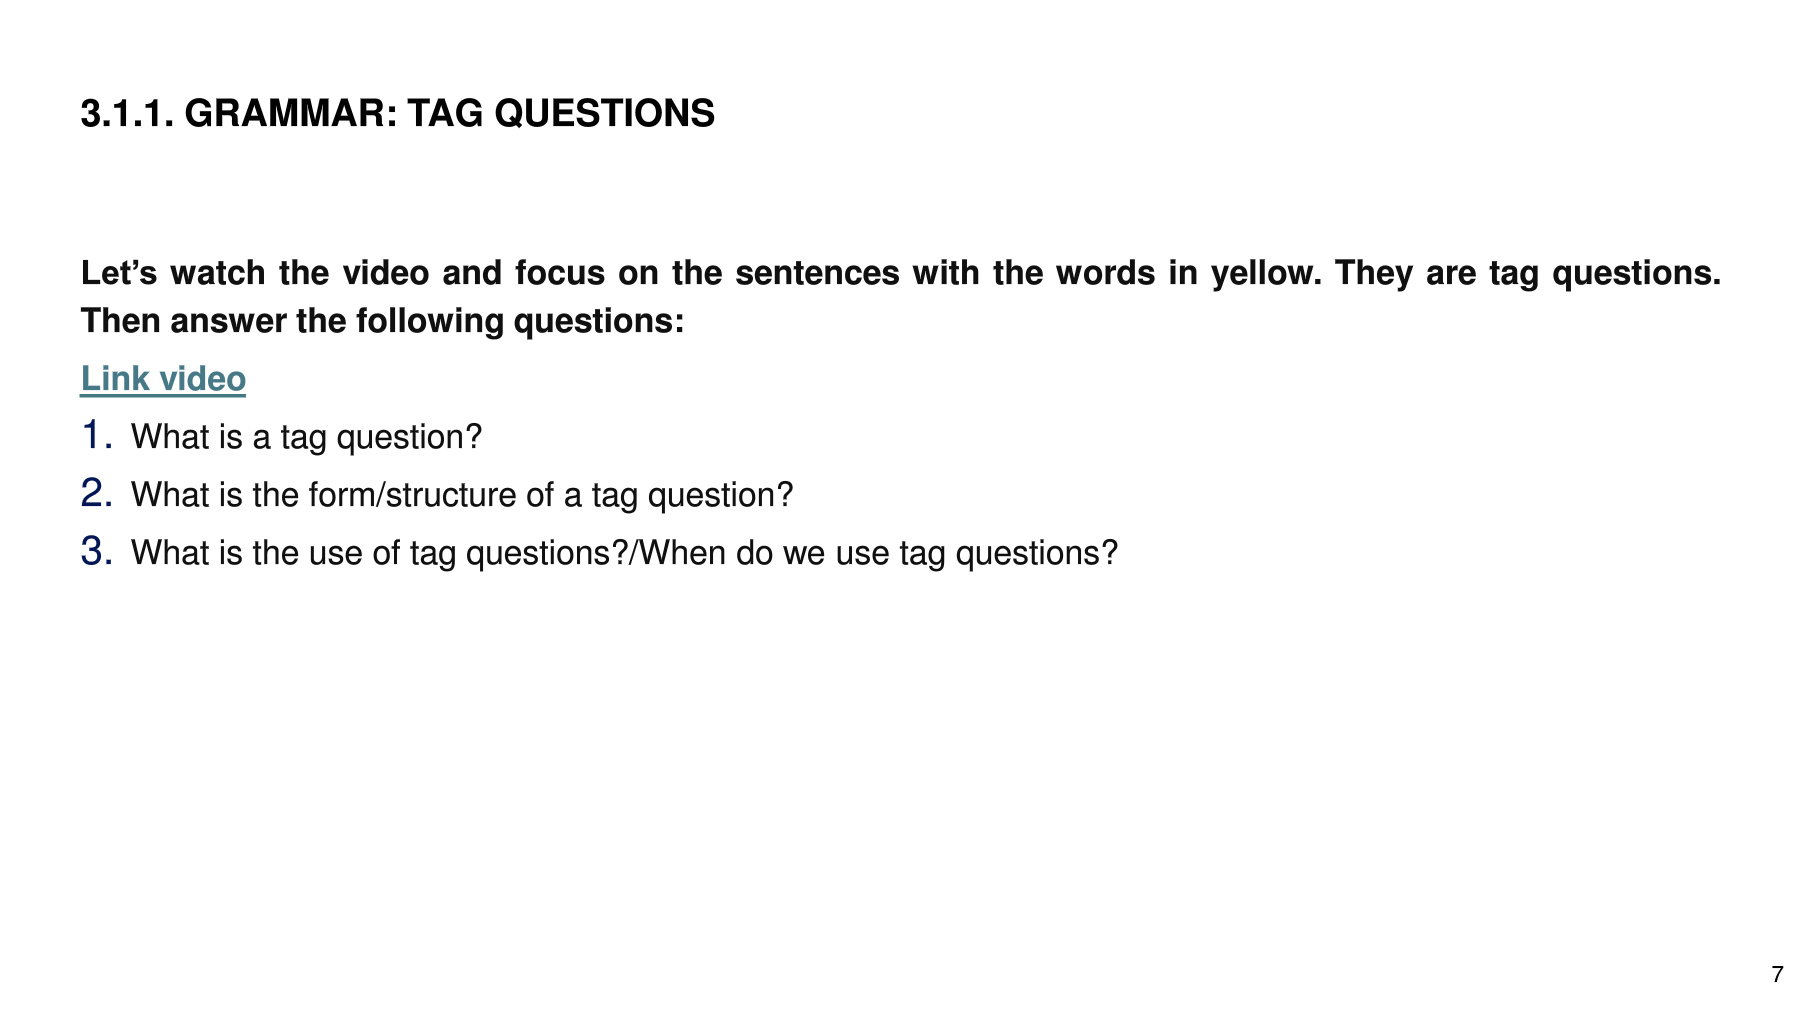 3.1.1. GRAMMAR: TAG QUESTIONS
Let’s watch the video and focus on the sentences with the words in yellow. They are tag questions.
Then answer the following questions:
Link video
1. What is a tag question?
2. What is the form/structure of a tag question?
3. What is the use of tag questions?/When do we use tag questions?
7